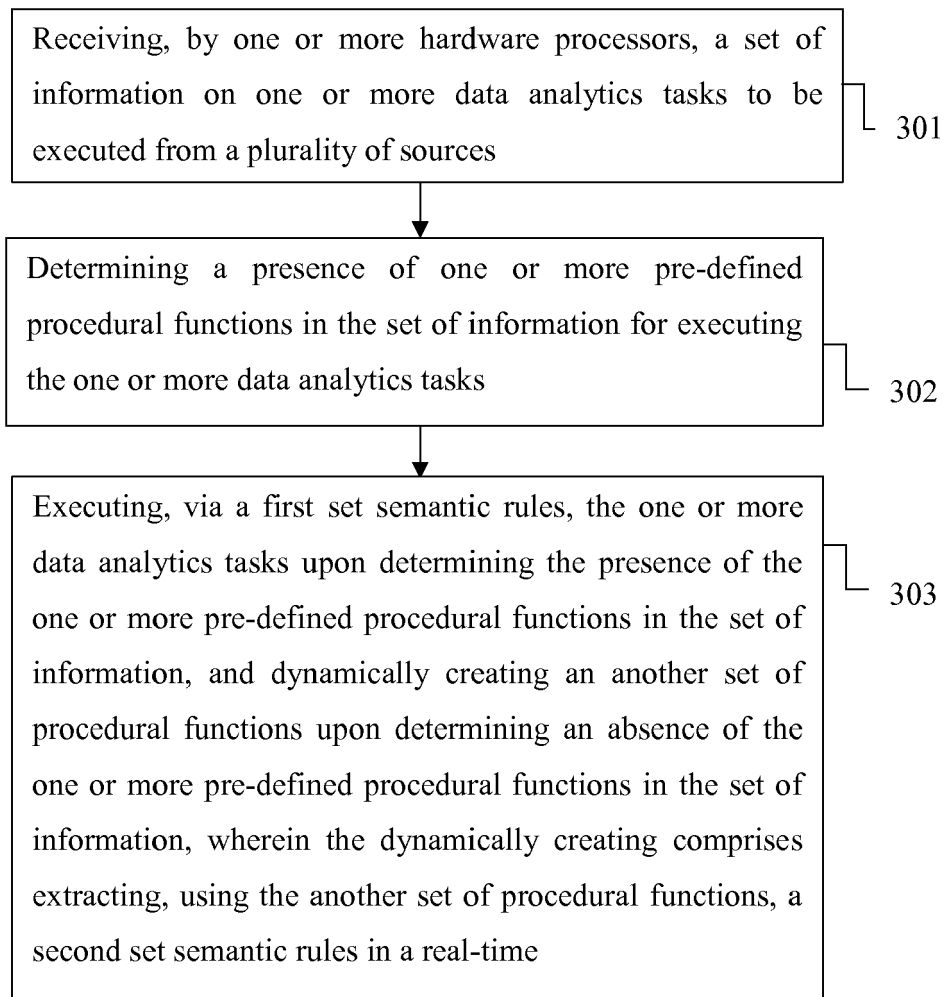 Receiving, by one or more hardware processors, a set of
information on one or more data analytics tasks to be
executed from a plurality of sources
301
Determining a presence of one or more pre-defined
procedural functions in the set of information for executing
the one or more data analytics tasks
302
Executing, via a first set semantic rules, the one or more
data analytics tasks upon determining the presence of the
one or more pre-defined procedural functions in the set of
information, and dynamically creating an another set of
procedural functions upon determining an absence of the
one or more pre-defined procedural functions in the set of
information, wherein the dynamically creating comprises
extracting, using the another set of procedural functions, a
second set semantic rules in a real-time
303